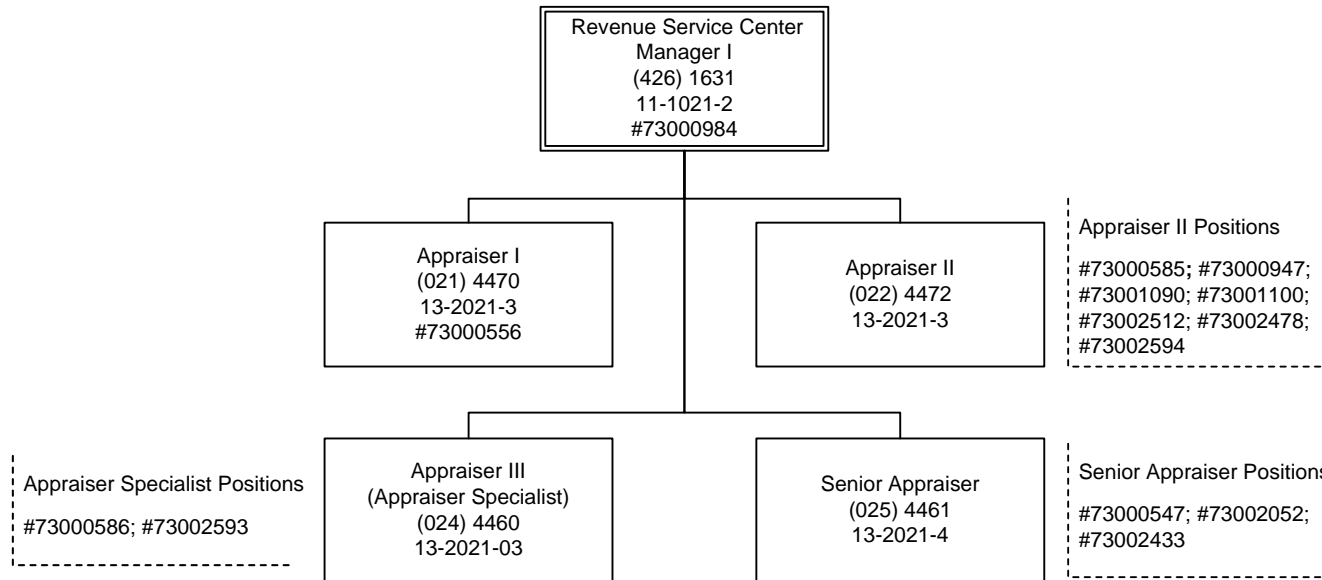 Revenue Service Center
Manager I
(426) 1631
11-1021-2
#73000984
Appraiser I
(021) 4470
13-2021-3
#73000556
Appraiser II
(022) 4472
13-2021-3
Appraiser II Positions
#73000585; #73000947;
#73001090; #73001100;
#73002512; #73002478;
#73002594
Appraiser Specialist Positions
#73000586; #73002593
Appraiser III
(Appraiser Specialist)
(024) 4460
13-2021-03
Senior Appraiser
(025) 4461
13-2021-4
Senior Appraiser Positions
#73000547; #73002052;
#73002433